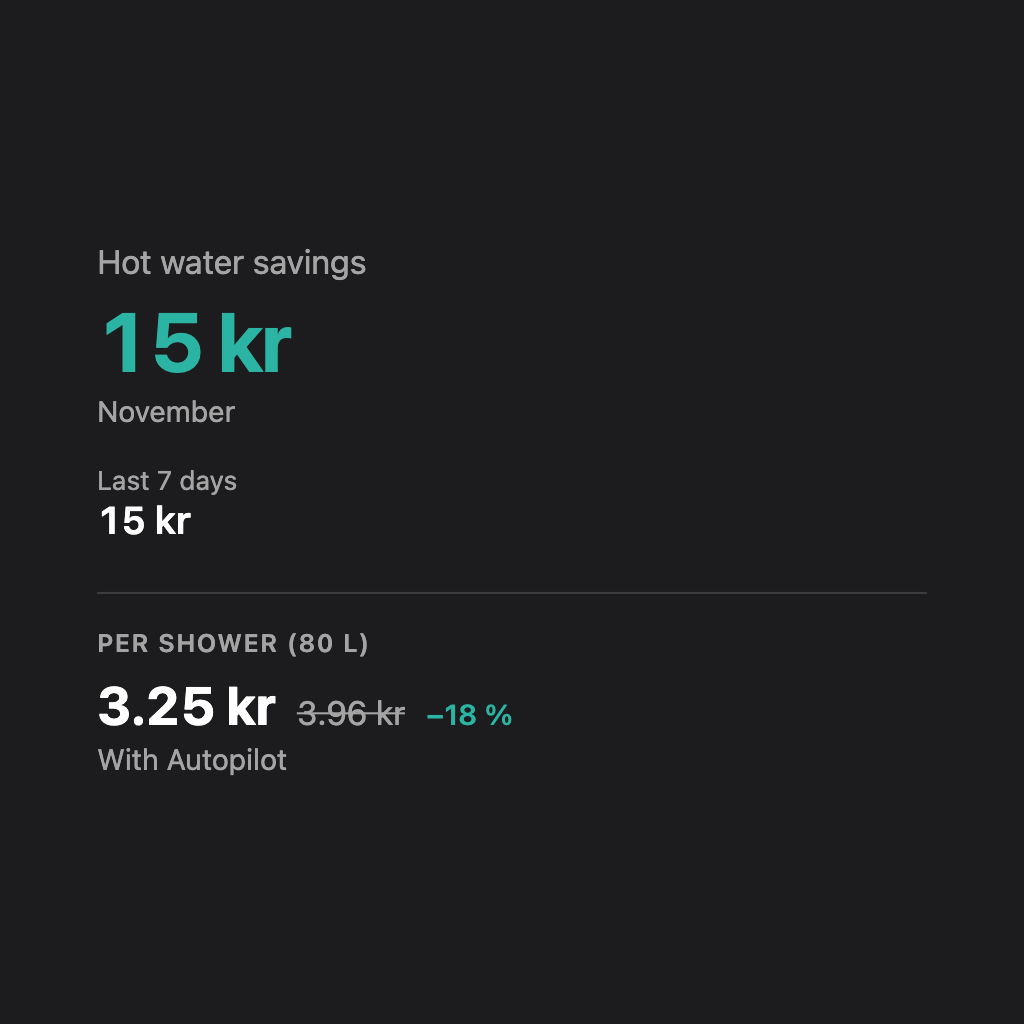 Hot water savings
15 kr
November
Last 7 days
15 kr
PER SHOWER (80 L)
3.25 kr 3.96 kr –18 %
With Autopilot